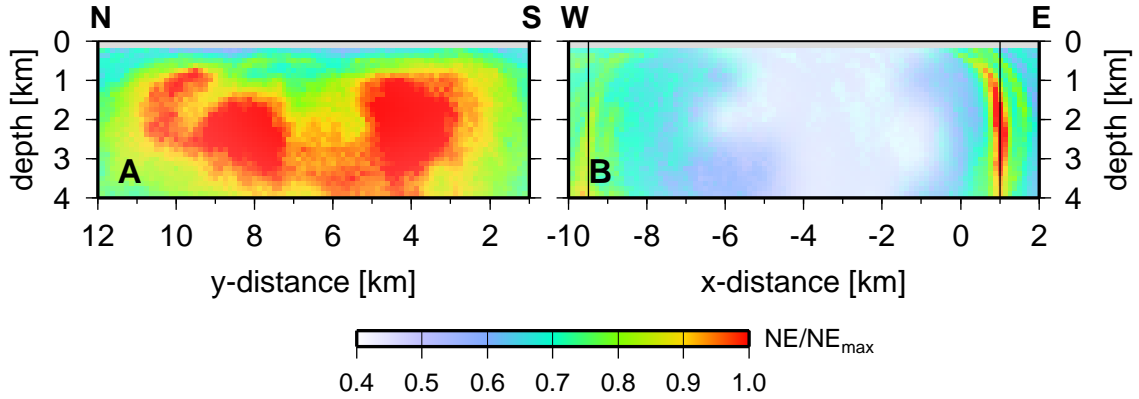 N S W E
0 0
1 1
2 2
3 3
4 4
depth [km] depth [km]
A B
12 10 8 6 4 2 -10 -8 -6 -4 -2 0 2
y-distance [km] x-distance [km]
NE/NEmax
0.4 0.5 0.6 0.7 0.8 0.9 1.0